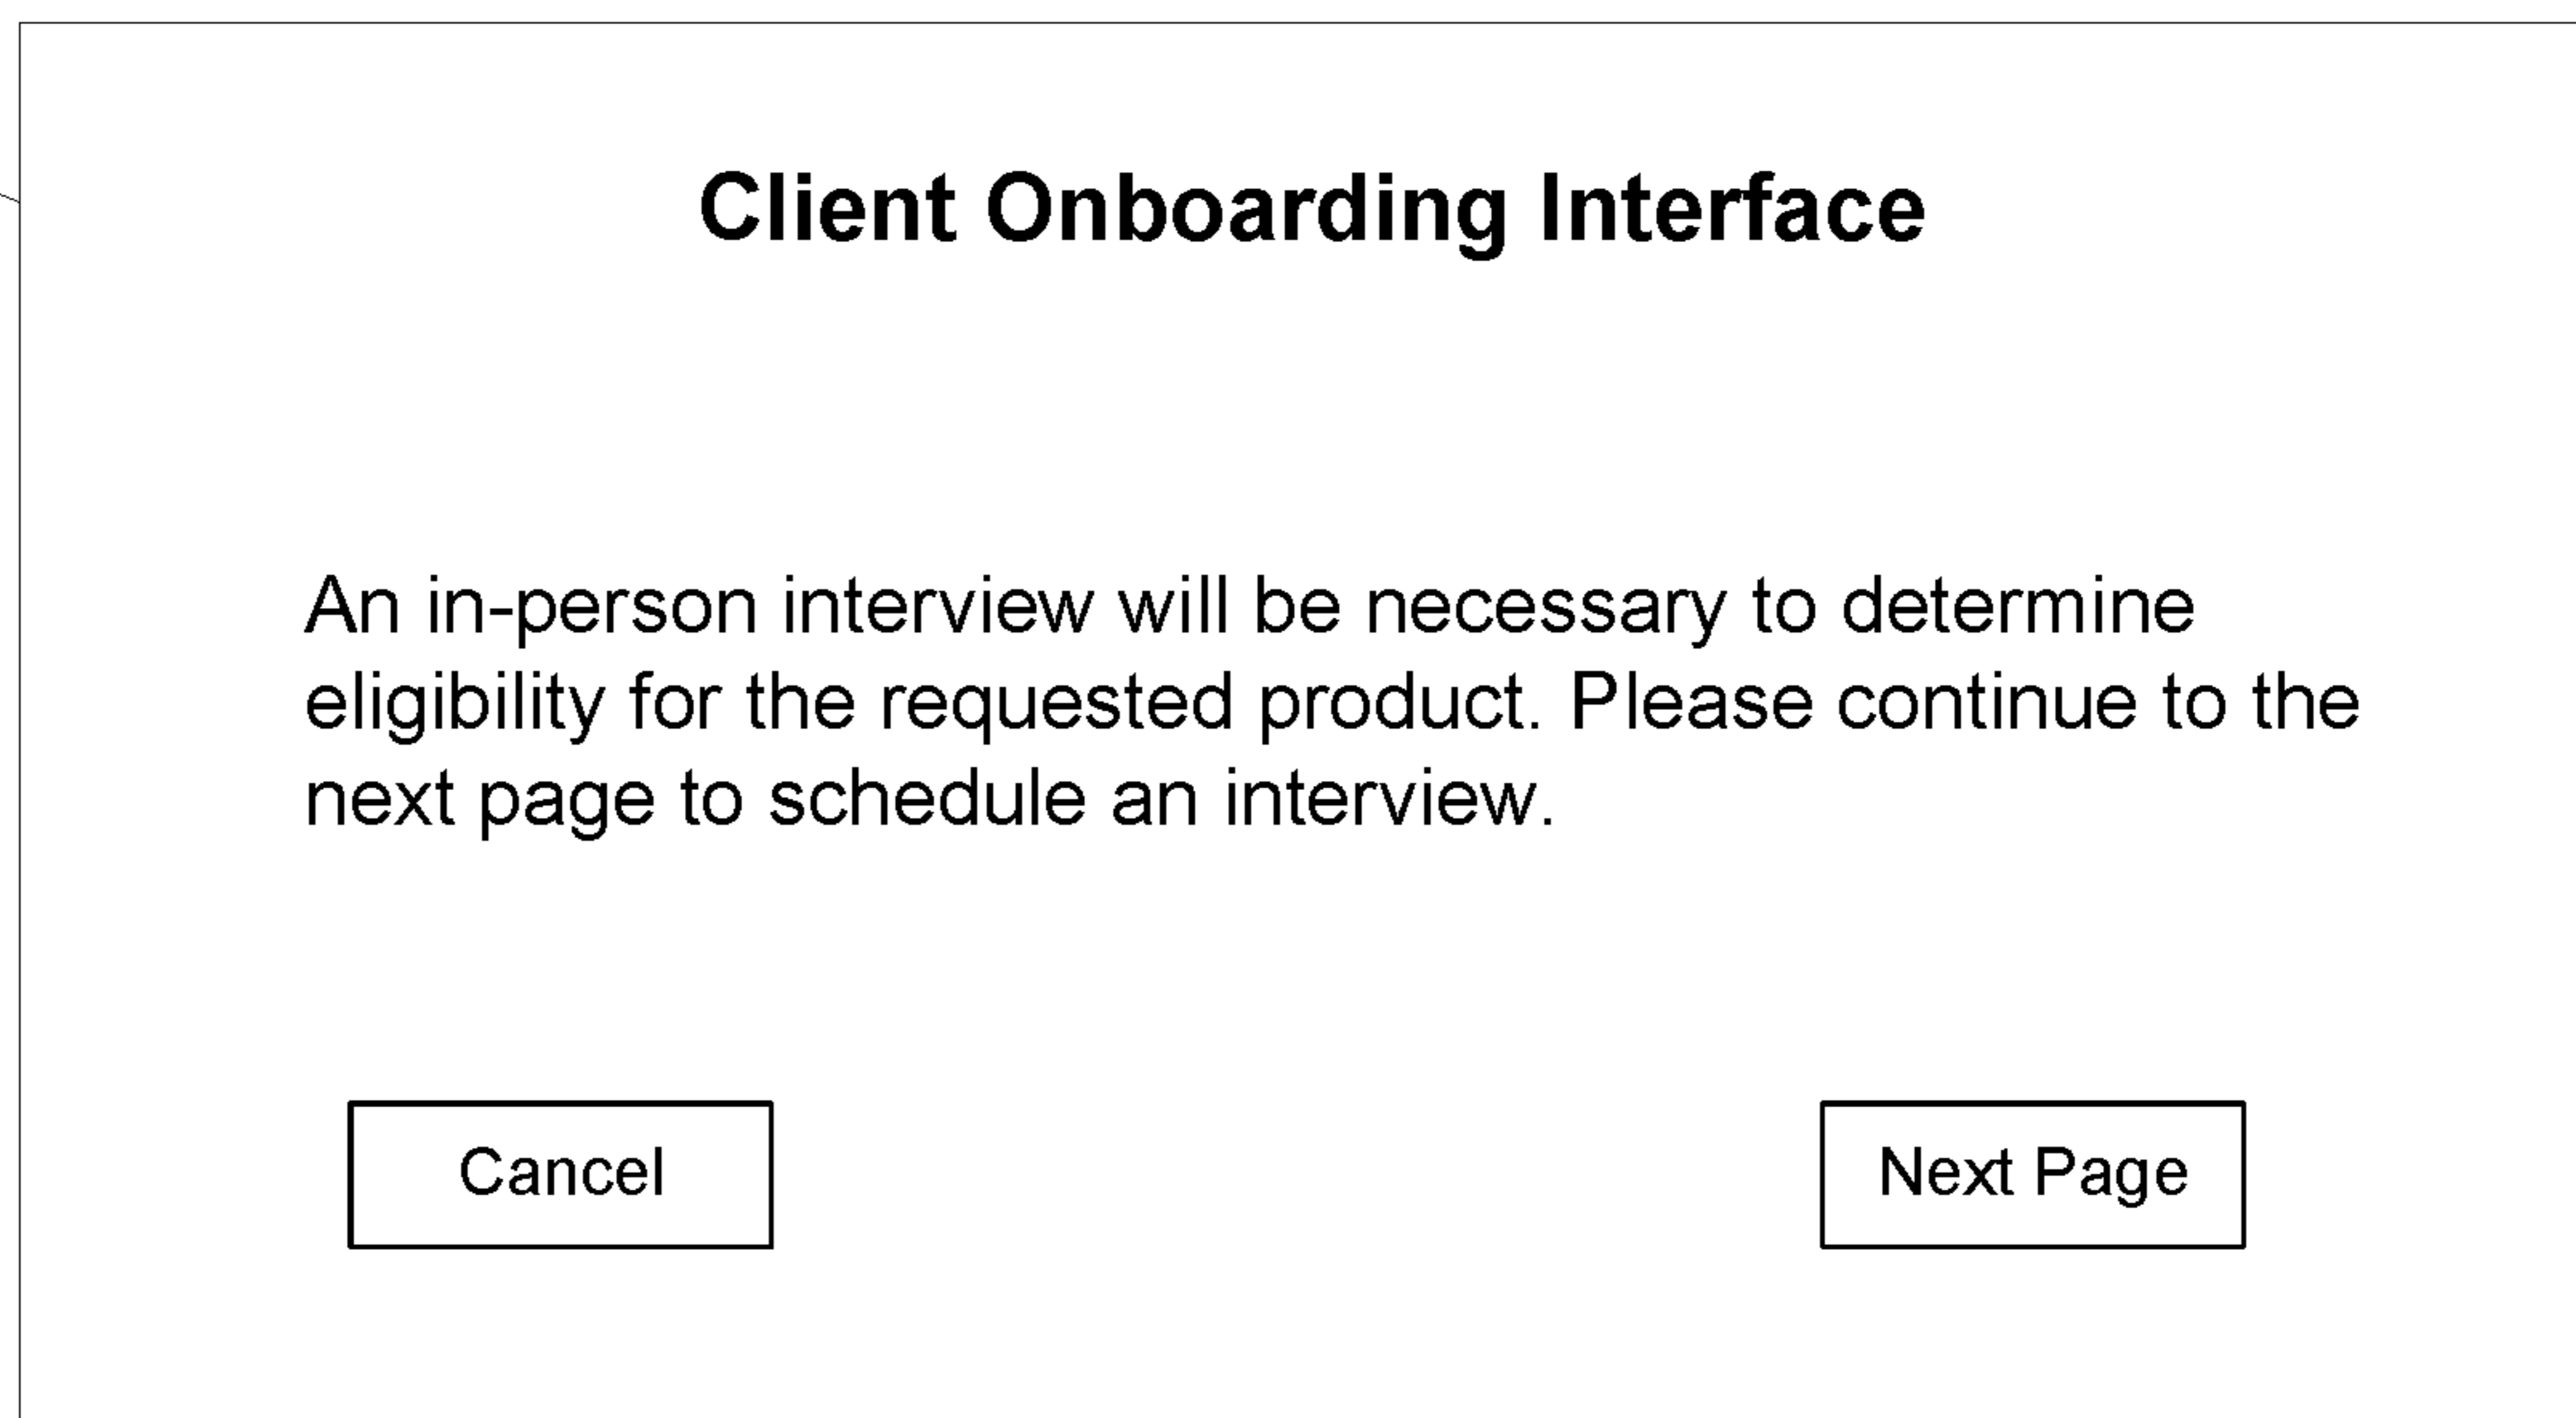 Client Onboarding Interface
An in-person interview will be necessary to determine
eligibility for the requested product. Please continue to the
next page to schedule an interview.
Cancel
Next Page